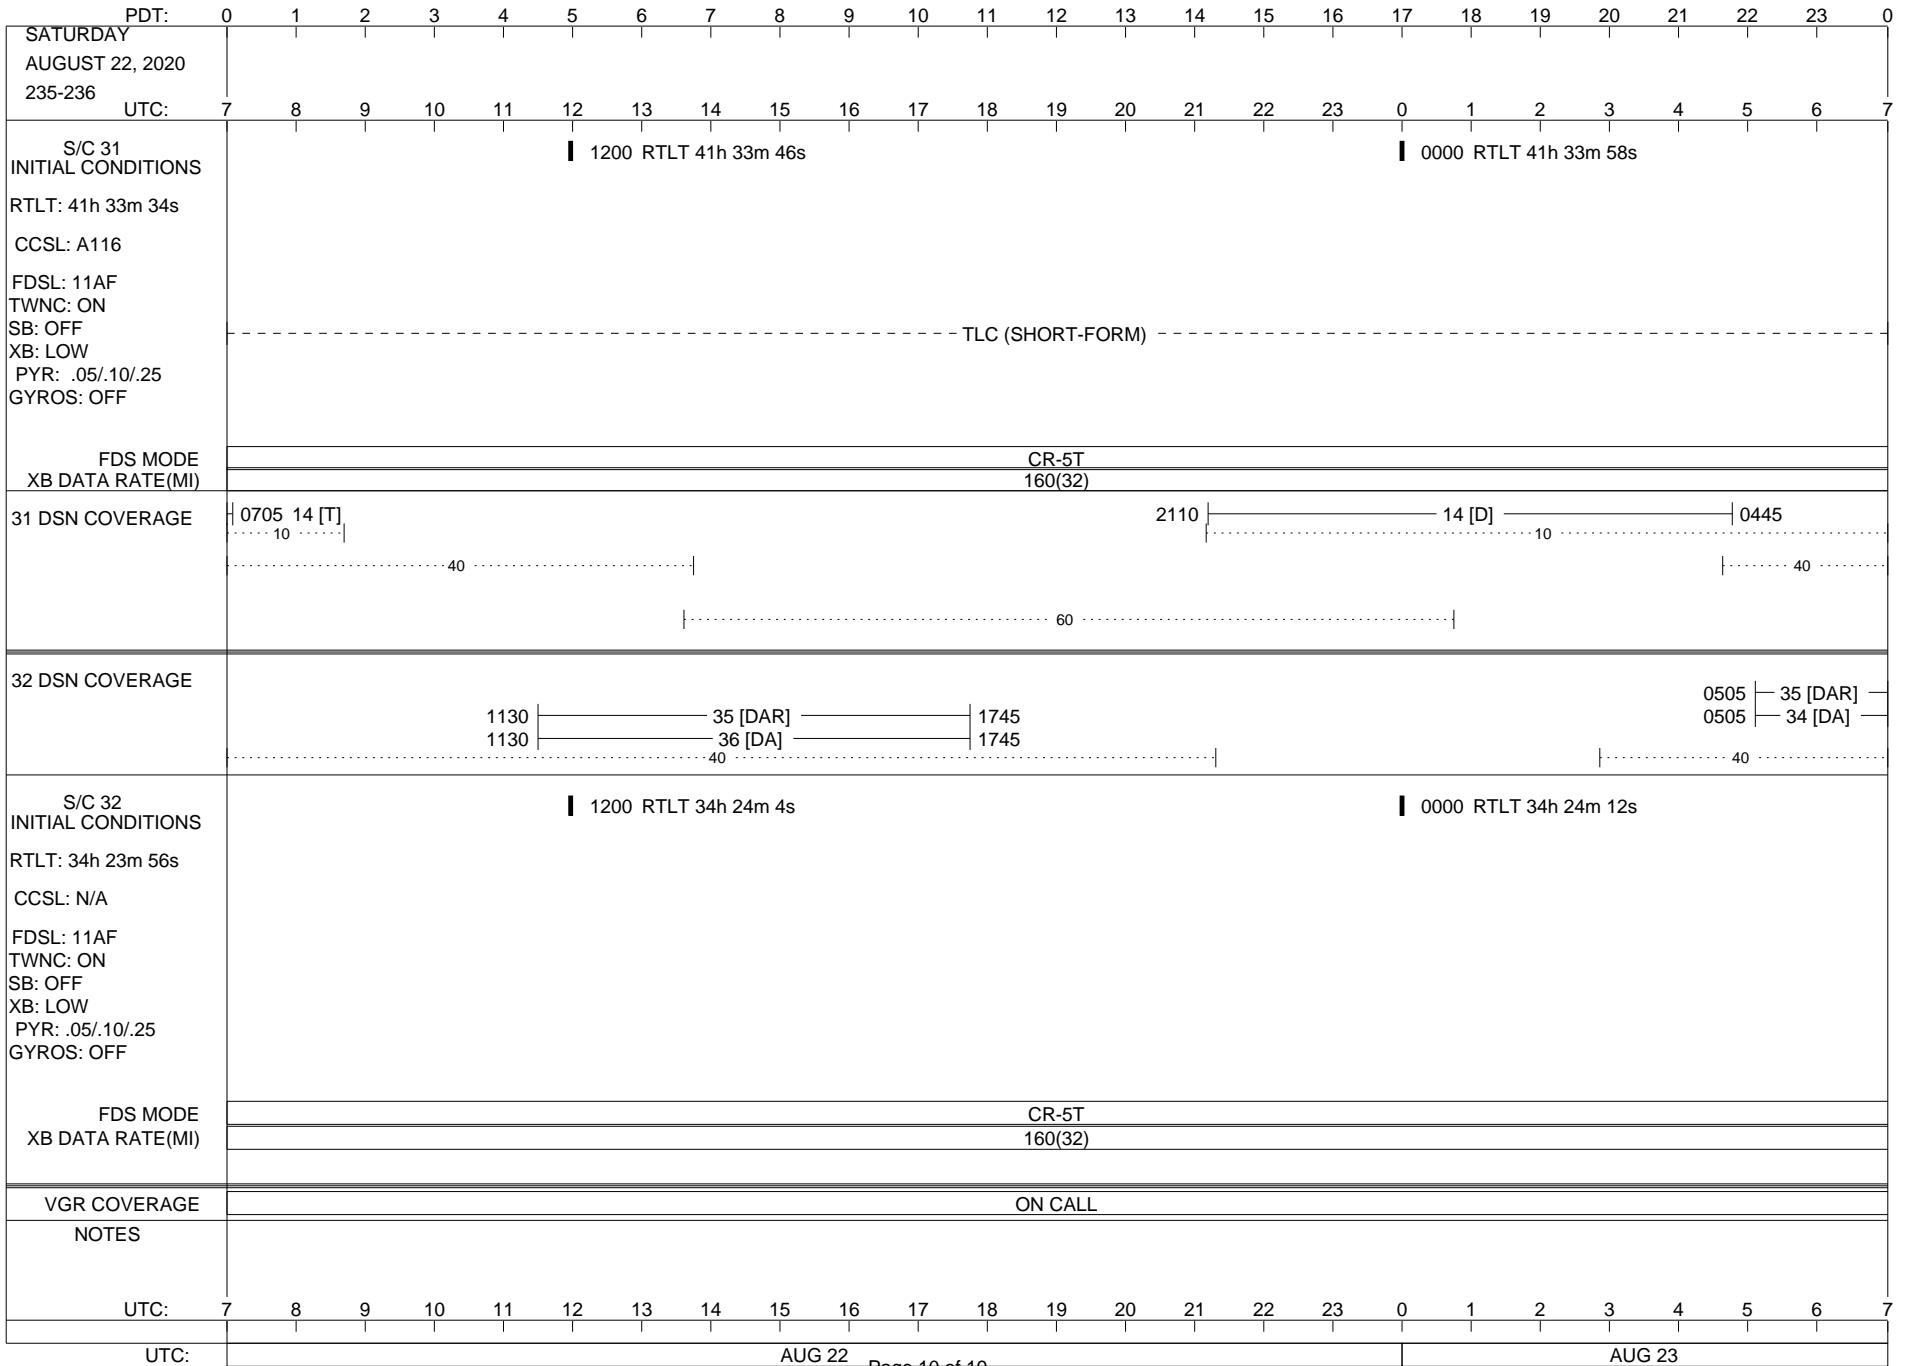 PDT: 0 1 2 3 4 5 6 7 8 9 10 11 12 13 14 15 16 17 18 19 20 21 22 23 0
SATURDAY
AUGUST 22, 2020
235-236
UTC: 7 8 9 10 11 12 13 14 15 16 17 18 19 20 21 22 23 0 1 2 3 4 5 6 7
S/C 31
INITIAL CONDITIONS
1200 RTLT 41h 33m 46s
0000 RTLT 41h 33m 58s
RTLT: 41h 33m 34s
CCSL: A116
FDSL: 11AF
TWNC: ON
SB: OFF
XB: LOW
PYR: .05/.10/.25
GYROS: OFF
TLC (SHORT-FORM)
FDS MODE CR-5T
XB DATA RATE(MI) 160(32)
31 DSN COVERAGE
0705 14 [T]
2110 14 [D] 0445
10 10
40 40
60
32 DSN COVERAGE
0505 35 [DAR]
1130 35 [DAR] 1745 0505 34 [DA]
1130 36 [DA] 1745
40 40
S/C 32
INITIAL CONDITIONS
1200 RTLT 34h 24m 4s
0000 RTLT 34h 24m 12s
RTLT: 34h 23m 56s
CCSL: N/A
FDSL: 11AF
TWNC: ON
SB: OFF
XB: LOW
PYR: .05/.10/.25
GYROS: OFF
FDS MODE CR-5T
XB DATA RATE(MI) 160(32)
VGR COVERAGE ON CALL
NOTES
UTC: 7 8 9 10 11 12 13 14 15 16 17 18 19 20 21 22 23 0 1 2 3 4 5 6 7
UTC: AUG 22 AUG 23
Page 10 of 10